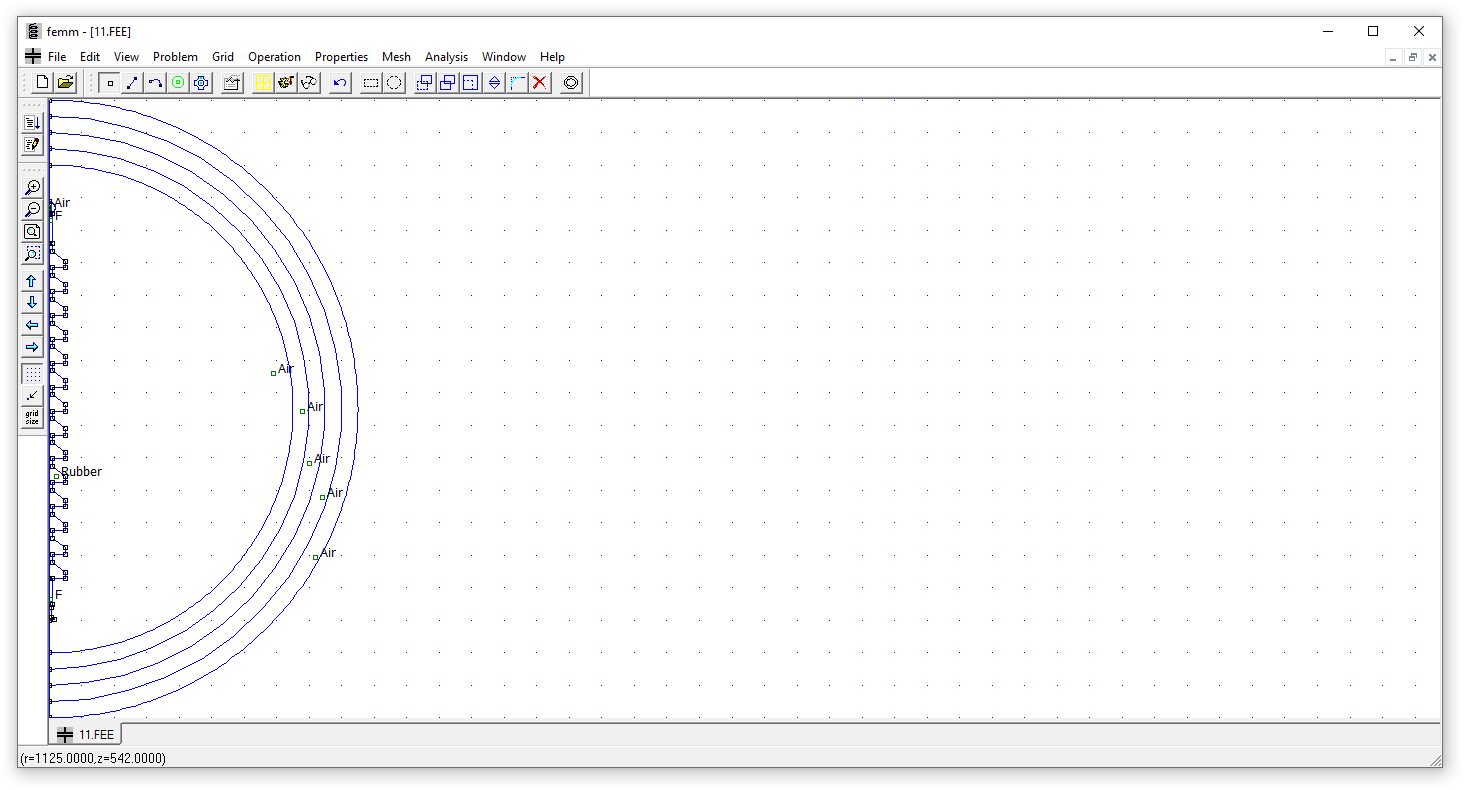 femm - [11.FEE]
File Edit View Problem Grid Operation Properties Mesh Analysis Window Help
Air
F
Air
Air
Air
Rubber
Air
Air
F
grid
size
11.FEE
(r=1125.0000,z=542.0000)